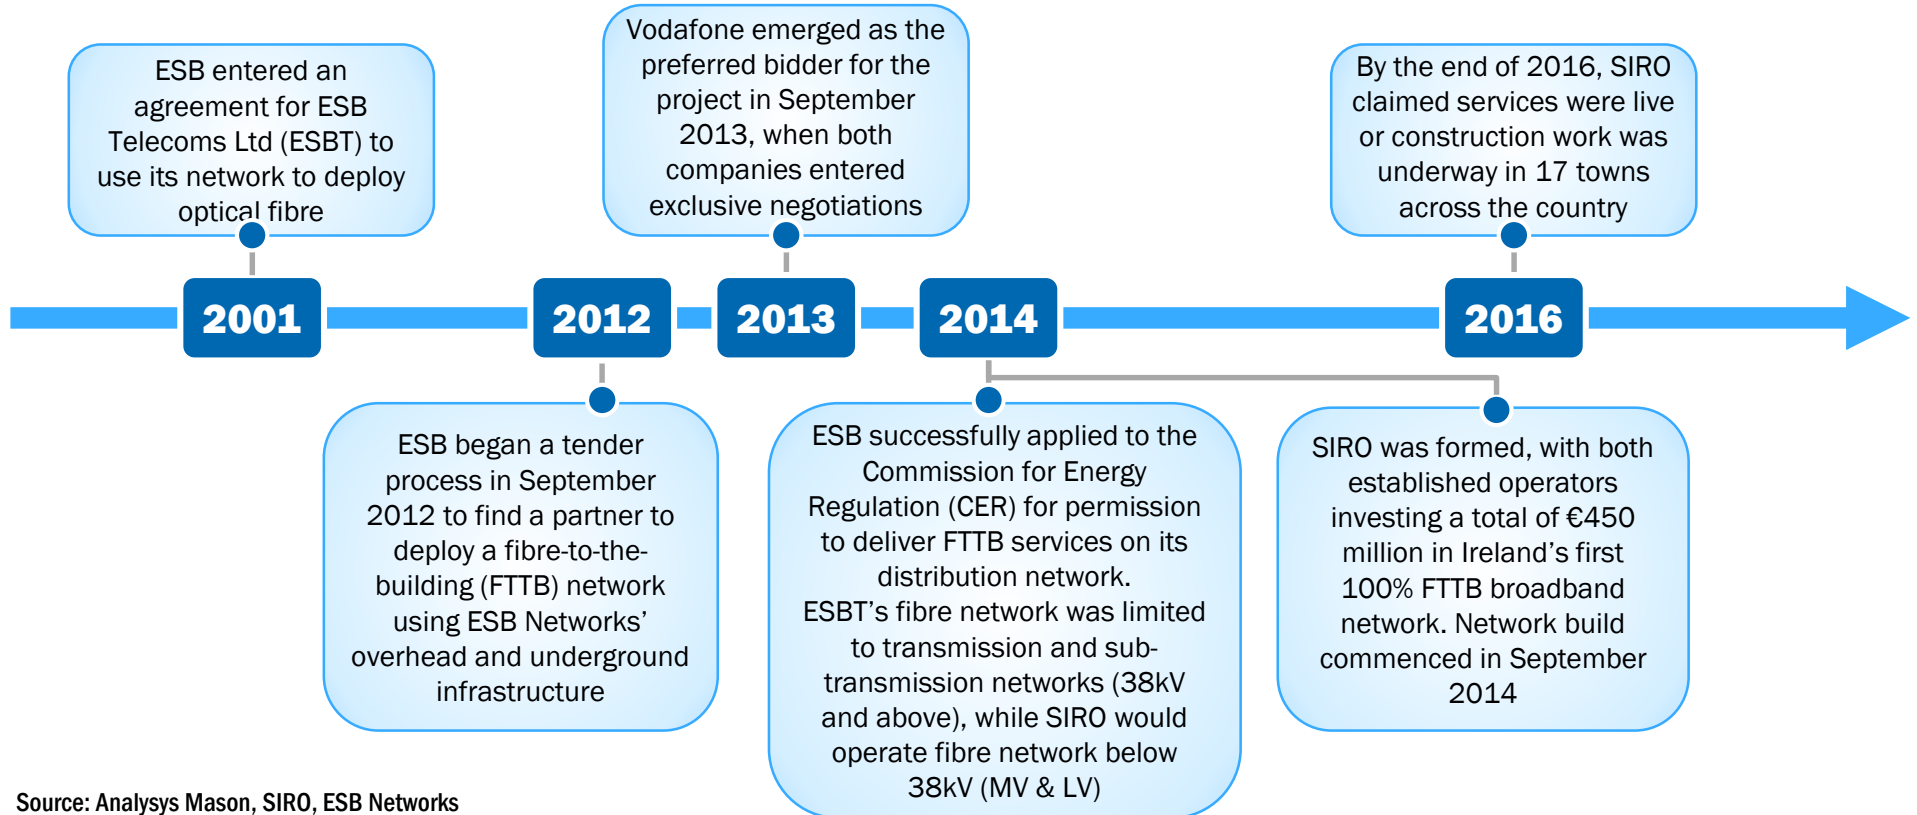 ESB entered an
agreement for ESB
Telecoms Ltd (ESBT) to
use its network to deploy
optical fibre
Vodafone emerged as the
preferred bidder for the
project in September
2013, when both
companies entered
exclusive negotiations
By the end of 2016, SIRO
claimed services were live
or construction work was
underway in 17 towns
across the country
2001
2012
2013
2014
2016
ESB began a tender
process in September
2012 to find a partner to
deploy a fibre-to-the-
building (FTTB) network
using ESB Networks’
overhead and underground
infrastructure
ESB successfully applied to the
Commission for Energy
Regulation (CER) for permission
to deliver FTTB services on its
distribution network.
ESBT’s fibre network was limited
to transmission and sub-
transmission networks (38kV
and above), while SIRO would
operate fibre network below
38kV (MV & LV)
SIRO was formed, with both
established operators
investing a total of €450
million in Ireland’s first
100% FTTB broadband
network. Network build
commenced in September
2014
Source: Analysys Mason, SIRO, ESB Networks